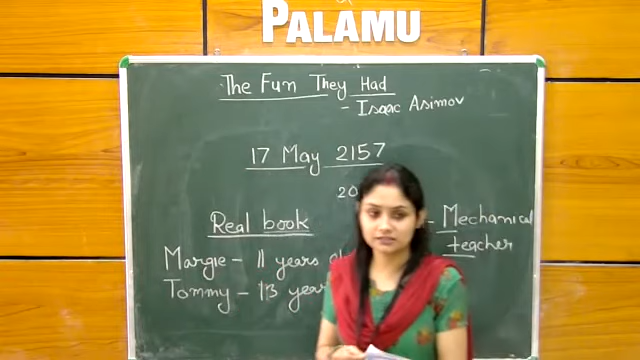 PALAMU
The Fun They Had
- Isaac Asimov
17 May 2157
20
Real book
- Mechanical
teacher
Margie - 11 years
Tommy - 13 year